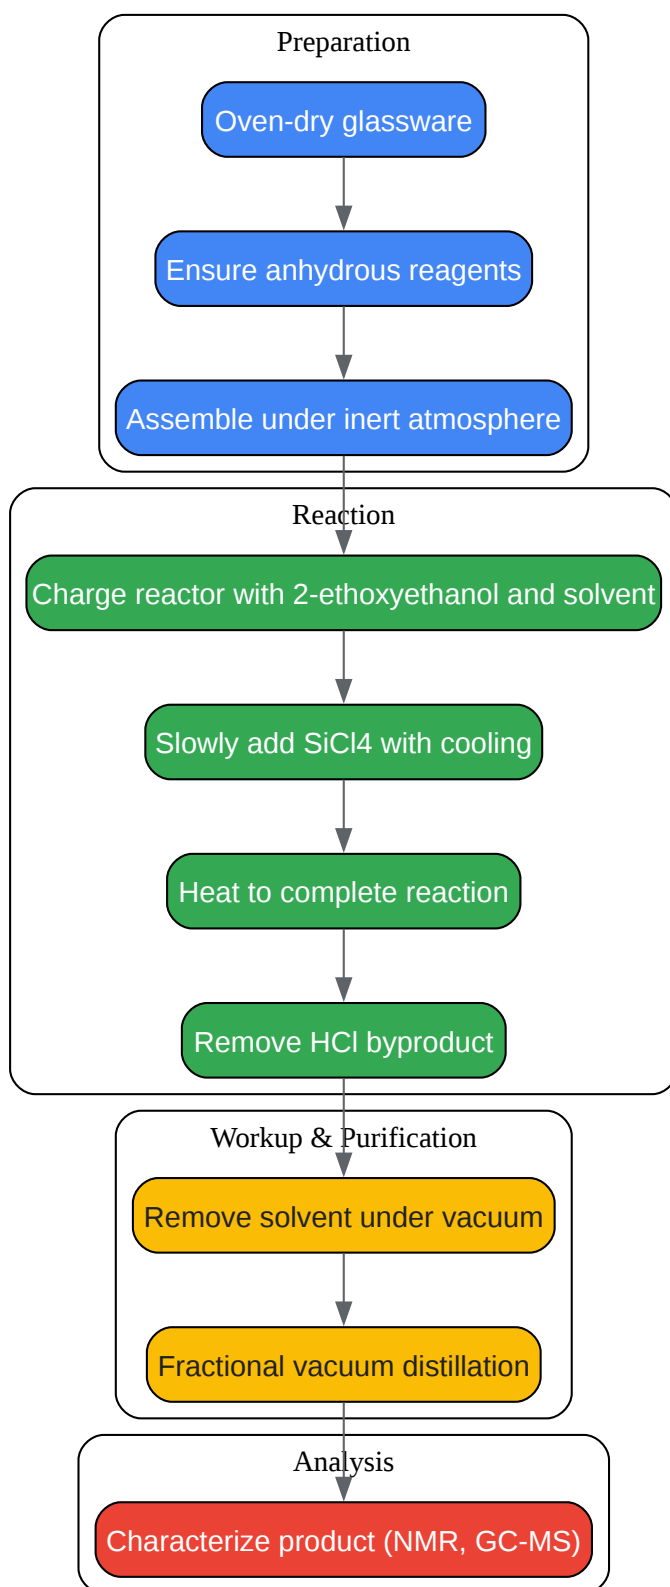 Preparation
Oven-dry glassware
Ensure anhydrous reagents
Assemble under inert atmosphere
Reaction
Charge reactor with 2-ethoxyethanol and solvent
Slowly add SiCl4 with cooling
Heat to complete reaction
Remove HCl byproduct
Workup & Purification
Remove solvent under vacuum
Fractional vacuum distillation
Analysis
Characterize product (NMR, GC-MS)